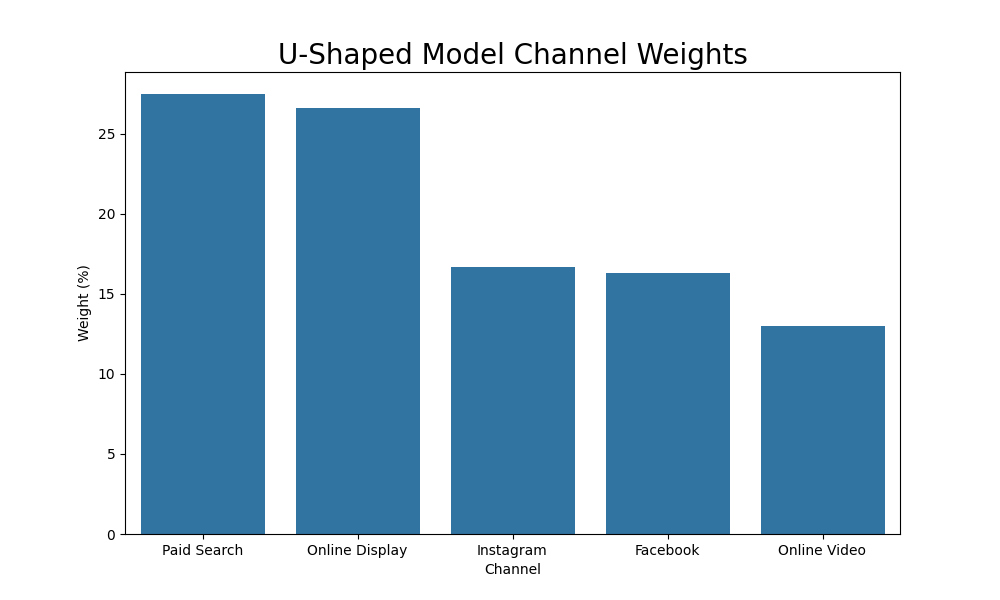 U-Shaped Model Channel Weights
Weight (%)
25
20
15
10
5
0
Paid Search Online Display Instagram Facebook Online Video
Channel